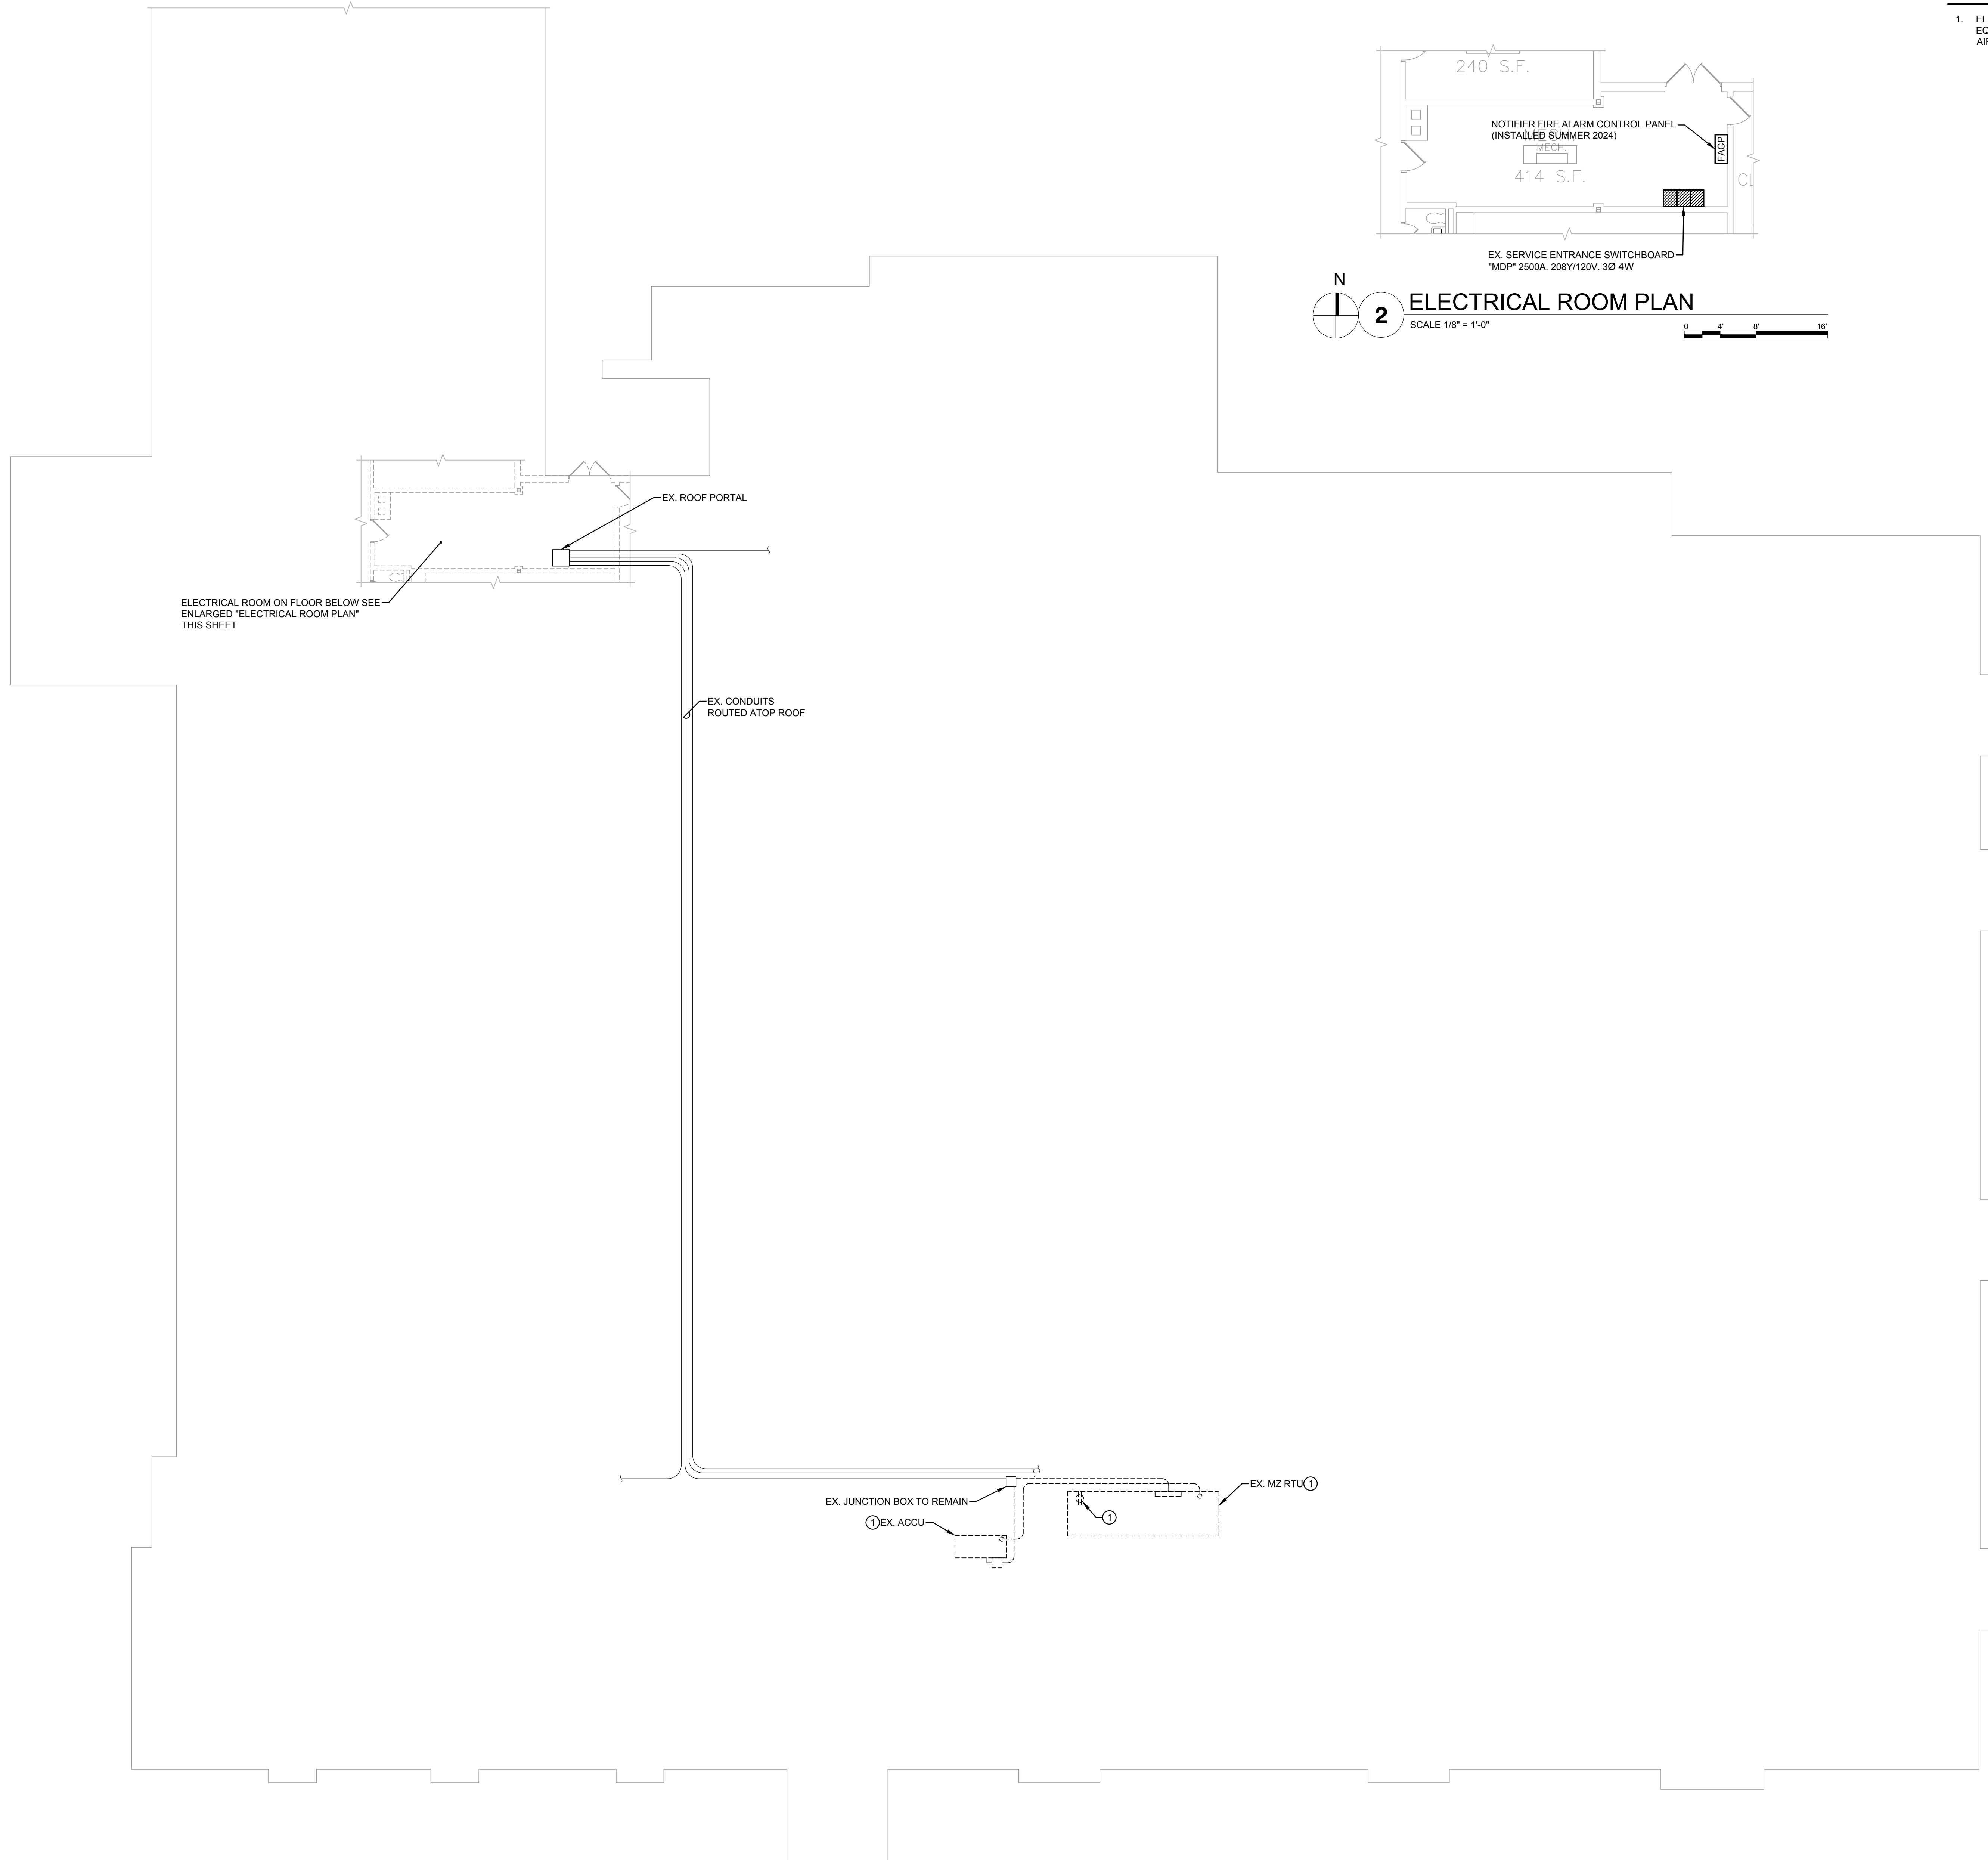 1. EL
EQ
AIF
240 S.F.
NOTIFIER FIRE ALARM CONTROL PANEL
(INSTALLED SUMMER 2024)
MECH.
FACP
414 S.F.
CL
EX. SERVICE ENTRANCE SWITCHBOARD
"MDP" 2500A. 208Y/120V. 3Ø 4W
N
2
ELECTRICAL ROOM PLAN
SCALE 1/8" = 1'-0"
0 4' 8' 16'
EX. ROOF PORTAL
ELECTRICAL ROOM ON FLOOR BELOW SEE
ENLARGED "ELECTRICAL ROOM PLAN"
THIS SHEET
EX. CONDUITS
ROUTED ATOP ROOF
EX. MZ RTU 1
EX. JUNCTION BOX TO REMAIN
1
1 EX. ACCU